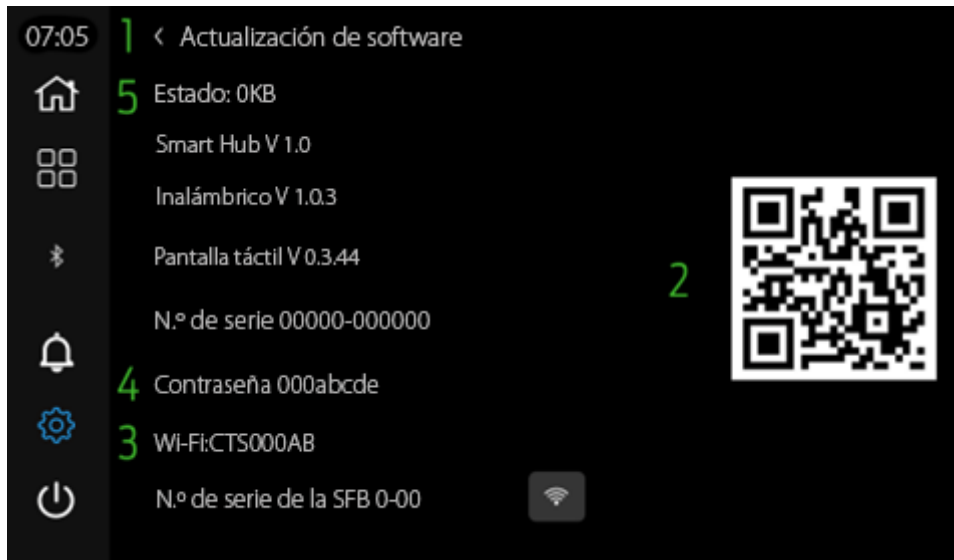 07:05
1 < Actualización de software
5 Estado: 0KB
Smart Hub V 1.0
Inalámbrico V 1.0.3
Pantalla táctil V 0.3.44
2
N.º de serie 00000-000000
4 Contraseña 000abcde
3 Wi-Fi:CTS000AB
N.º de serie de la SFB 0-00